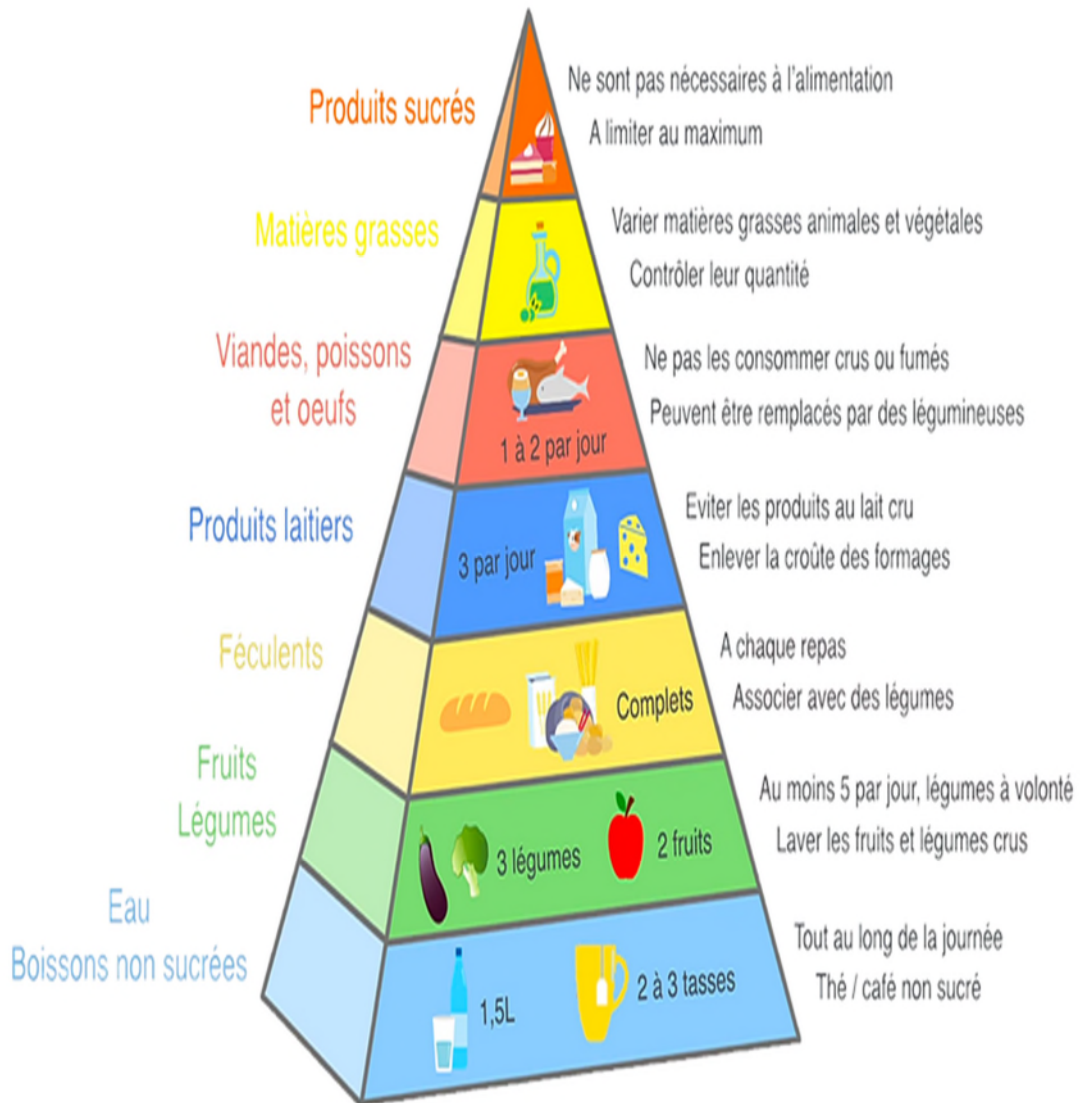 Ne sont pas nécessaires à l'alimentation
Produits sucrés
A limiter au maximum
Varier matières grasses animales et végétales
Matières grasses
Contrôler leur quantité
Viandes, poissons
et oeufs
Ne pas les consommer crus ou fumés
Peuvent être remplacés par des légumineuses
1 à 2 par jour
Produits laitiers
Eviter les produits au lait cru
3 par jour
Enlever la croûte des formages
Féculents
A chaque repas
Complets
Associer avec des légumes
Fruits
Légumes
Au moins 5 par jour, légumes à volonté
3 légumes
2 fruits
Laver les fruits et légumes crus
Eau
Boissons non sucrées
Tout au long de la journée
1,5L
2 à 3 tasses
Thé / café non sucré